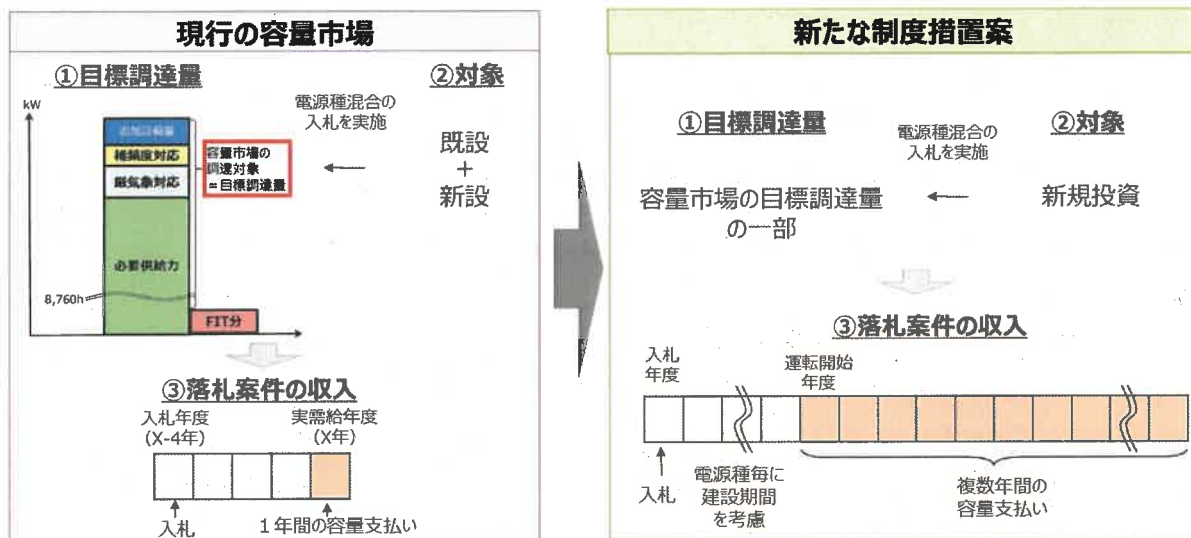 現行の容量市場
①目標調達量
②対象
kW
電源種混合の
入札を実施
追加設備量
稀頻度対応
厳気象対応
必要供給力
8,760h
FIT分
容量市場の
調達対象
=目標調達量
既設
+
新設
③落札案件の収入
入札年度
(X-4年)
実需給年度
(X年)
入札
1年間の容量支払い
新たな制度措置案
①目標調達量
電源種混合の
入札を実施
②対象
容量市場の目標調達量
の一部
新規投資
③落札案件の収入
入札
年度
運転開始
年度
入札
電源種毎に
建設期間
を考慮
複数年間の
容量支払い